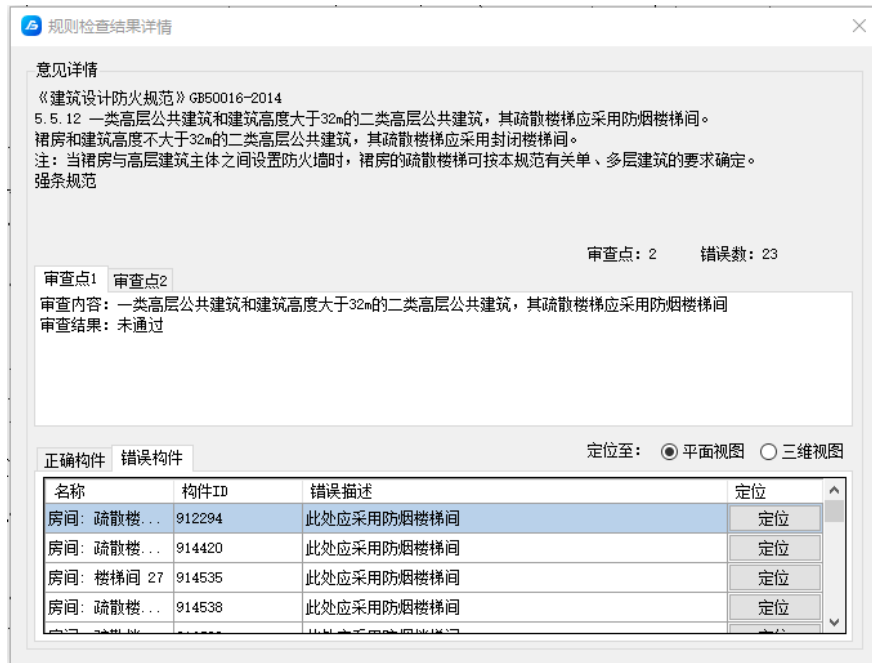 规则检查结果详情
意见详情
《建筑设计防火规范》GB50016-2014
5.5.12 一类高层公共建筑和建筑高度大于32m的二类高层公共建筑，其疏散楼梯应采用防烟楼梯间。
裙房和建筑高度不大于32m的二类高层公共建筑，其疏散楼梯应采用封闭楼梯间。
注：当裙房与高层建筑主体之间设置防火墙时，裙房的疏散楼梯可按本规范有关单、多层建筑的要求确定。
强条规范
审查点：2 错误数：23
审查点1 审查点2
审查内容：一类高层公共建筑和建筑高度大于32m的二类高层公共建筑，其疏散楼梯应采用防烟楼梯间
审查结果：未通过
正确构件 错误构件 定位至： 平面视图 三维视图
名称 构件ID 错误描述 定位
房间：疏散楼... 912294 此处应采用防烟楼梯间 定位
房间：疏散楼... 914420 此处应采用防烟楼梯间 定位
房间：楼梯间 27 914535 此处应采用防烟楼梯间 定位
房间：疏散楼... 914538 此处应采用防烟楼梯间 定位